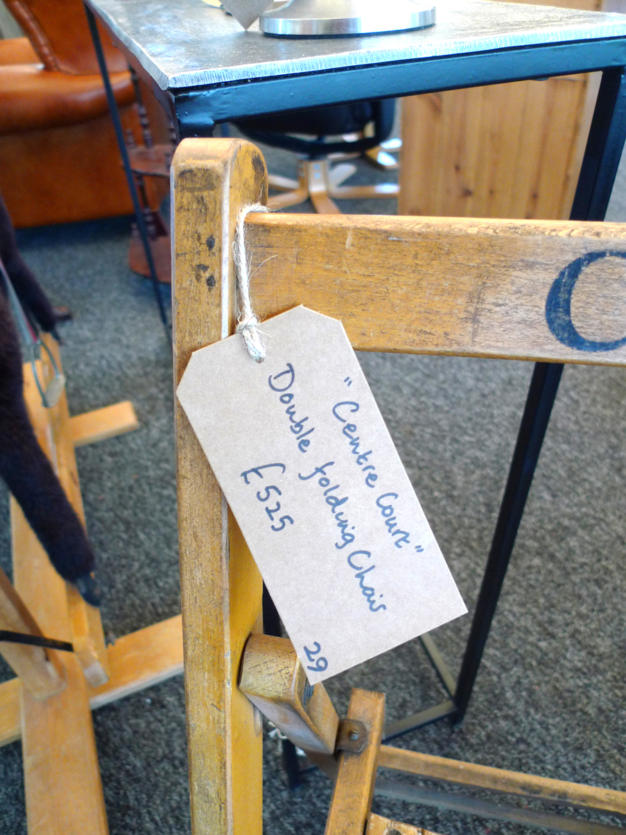 "Centre Court"
Double folding Chair
£525
29
C